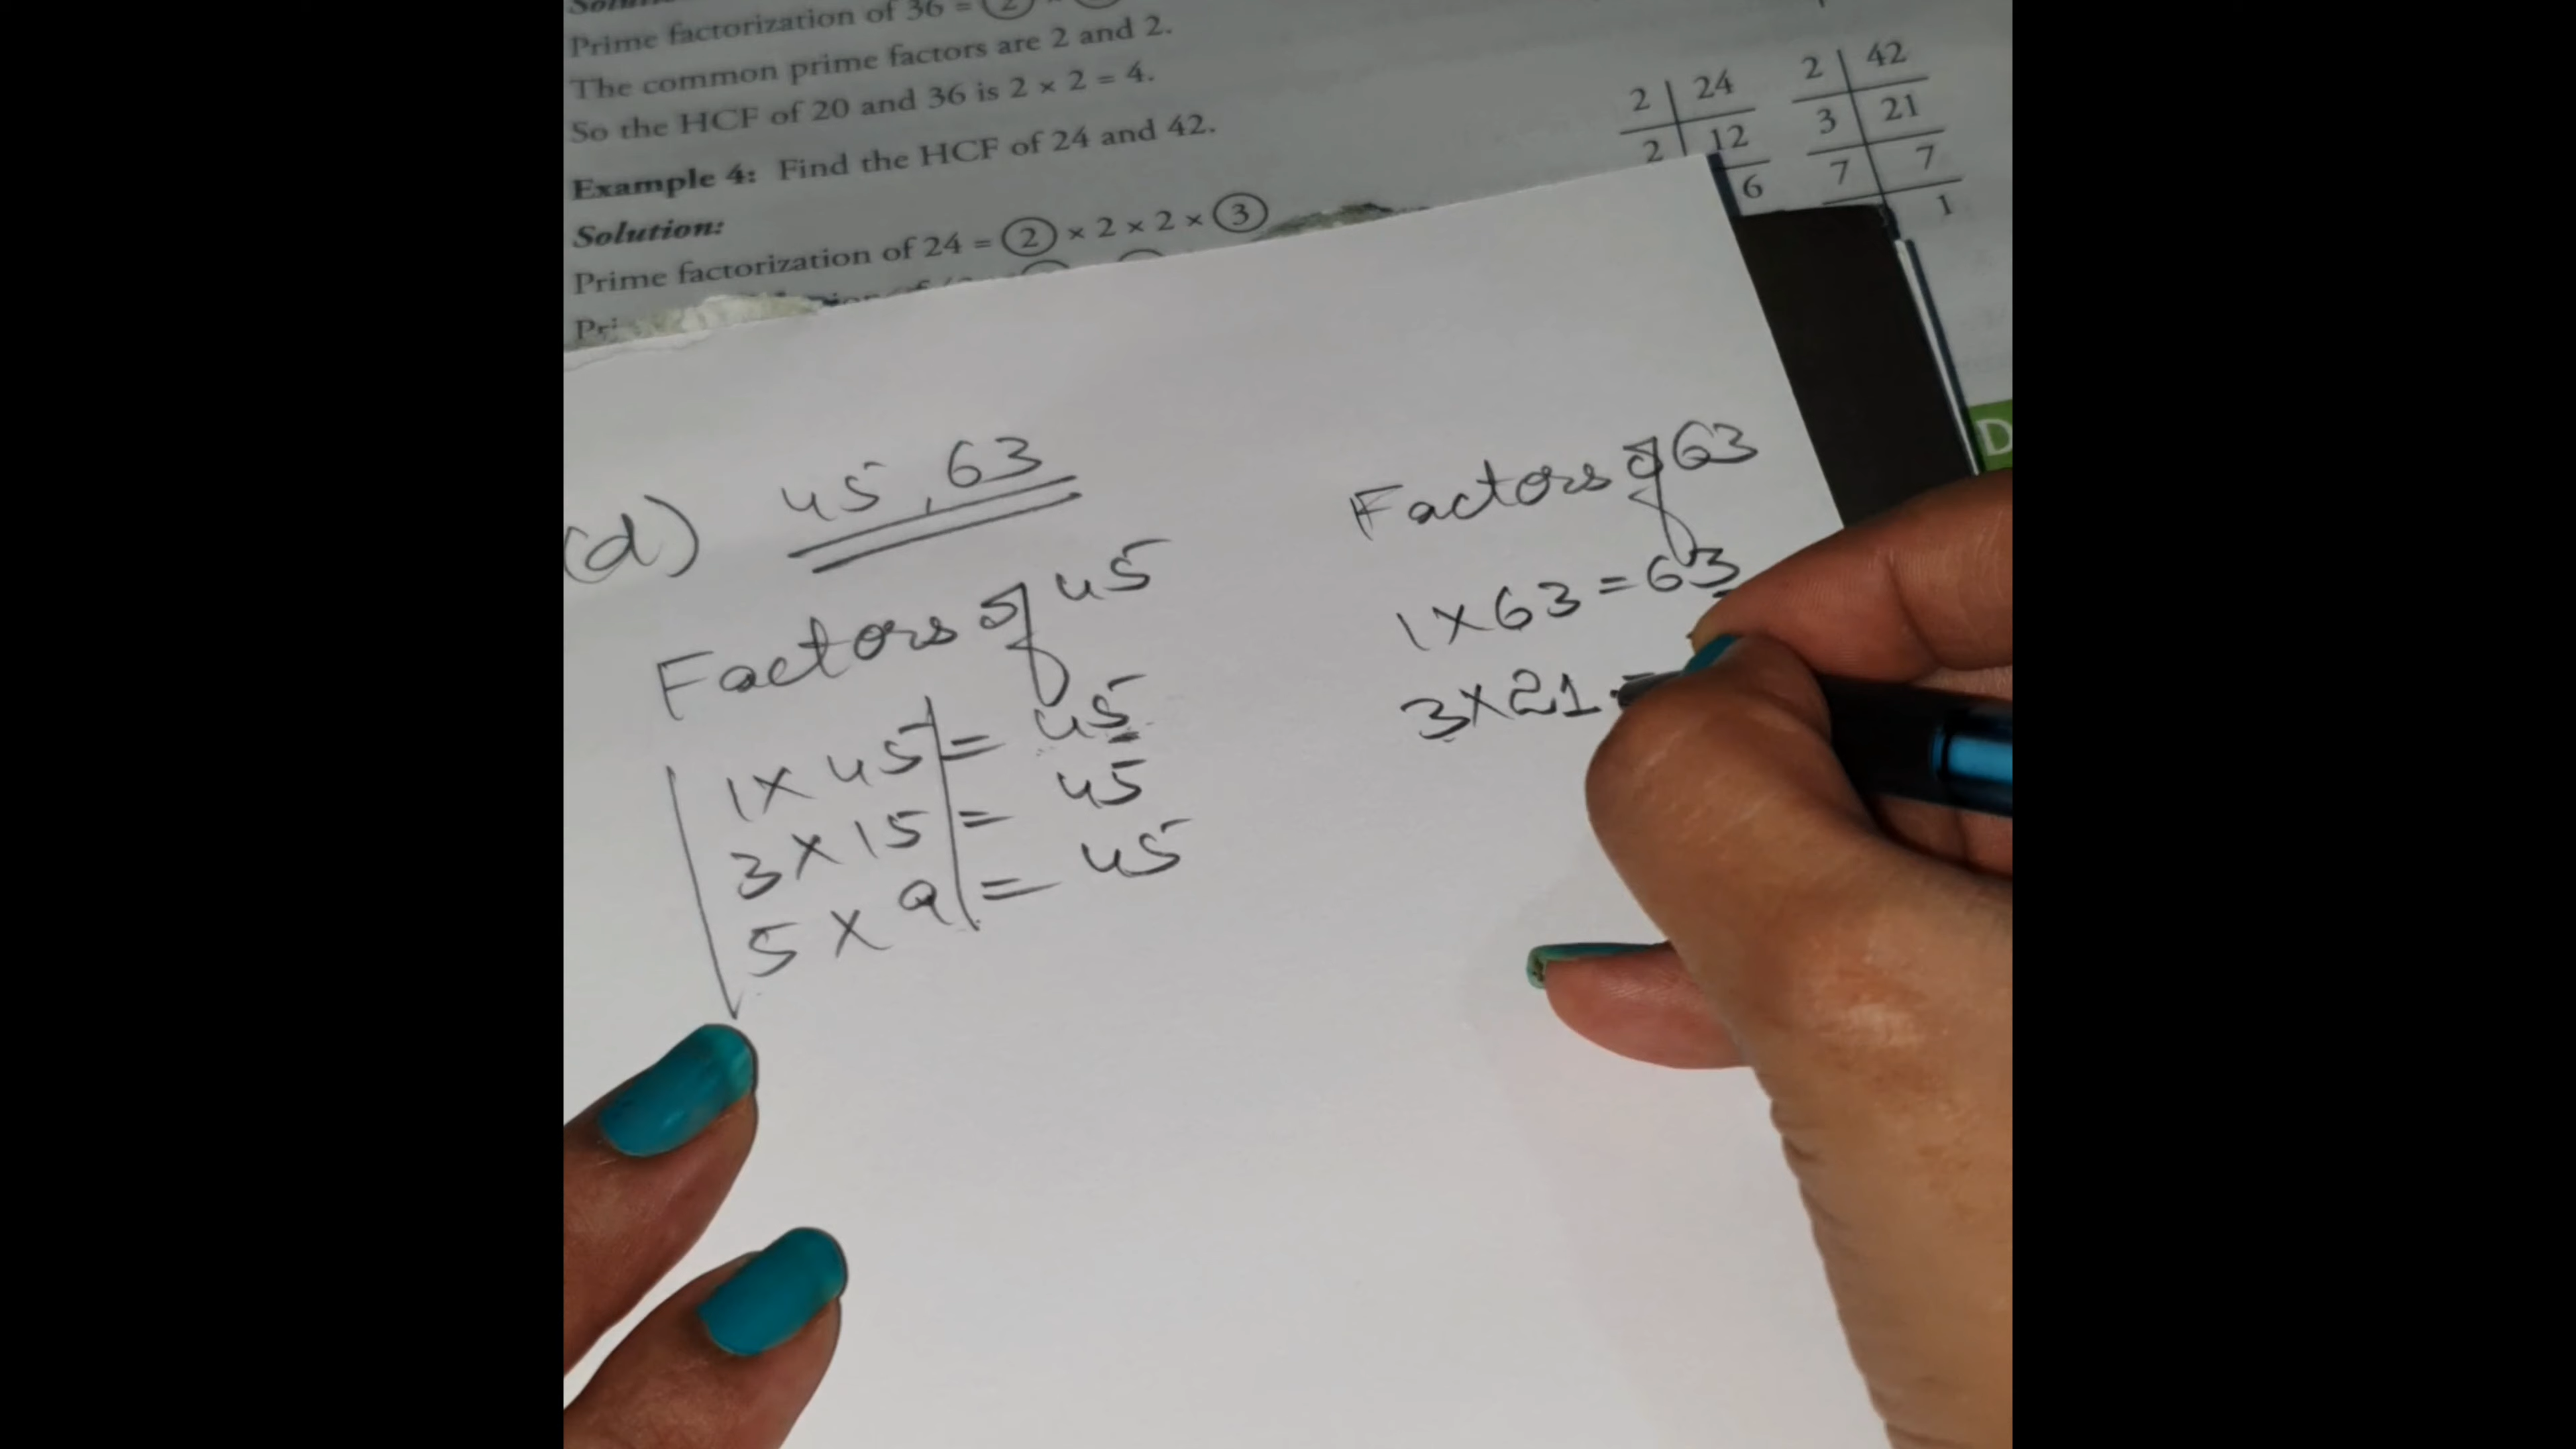 Prime factorization of 36 = 2
The common prime factors are 2 and 2.
So the HCF of 20 and 36 is 2 × 2 = 4.
Example 4: Find the HCF of 24 and 42.
Solution:
Prime factorization of 24 = 2 × 2 × 2 × 3
2 | 24
2 | 12
6
2 | 42
3 | 21
7 | 7
1
D
(d) 45, 63
Factors of 45
1 × 45 = 45
3 × 15 = 45
5 × 9 = 45
Factors of 63
1 × 63 = 63
3 × 21 =